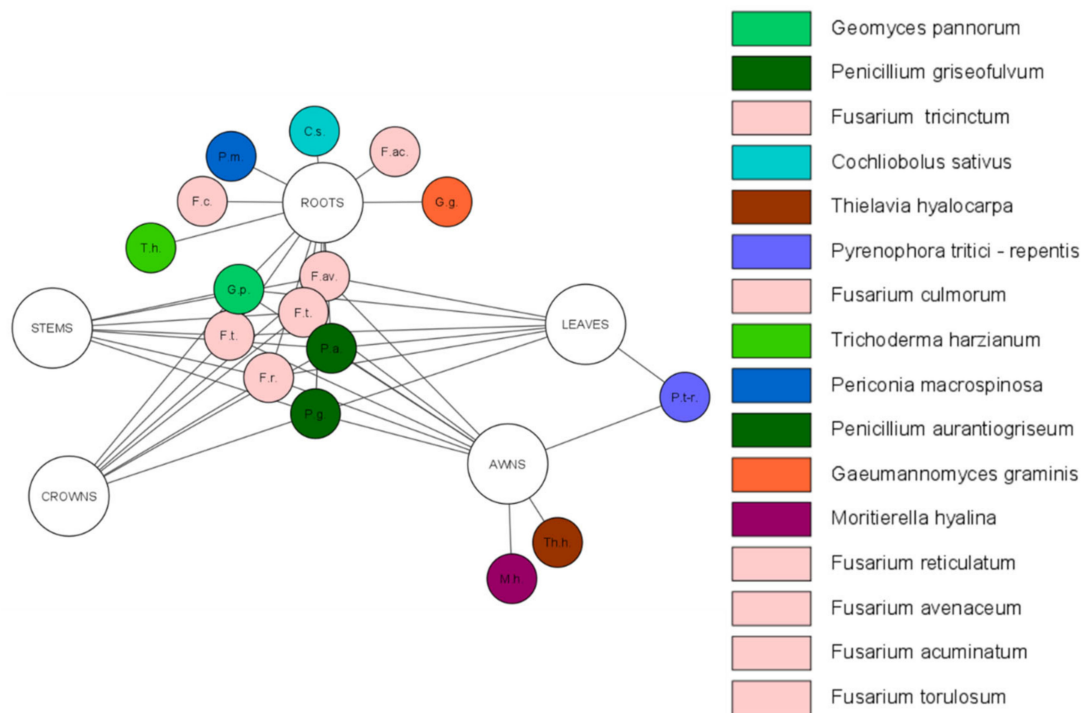 C.s.
P.m.
F.ac.
F.c.
ROOTS
G.g.
T.h.
F.av.
G.p.
F.t.
STEMS
F.t.
LEAVES
P.a.
F.r.
P.t-r.
P.g.
AWNS
CROWNS
Th.h.
M.h.
Geomyces pannorum
Penicillium griseofulvum
Fusarium tricinctum
Cochliobolus sativus
Thielavia hyalocarpa
Pyrenophora tritici - repentis
Fusarium culmorum
Trichoderma harzianum
Periconia macrospinosa
Penicillium aurantiogriseum
Gaeumannomyces graminis
Moritierella hyalina
Fusarium reticulatum
Fusarium avenaceum
Fusarium acuminatum
Fusarium torulosum